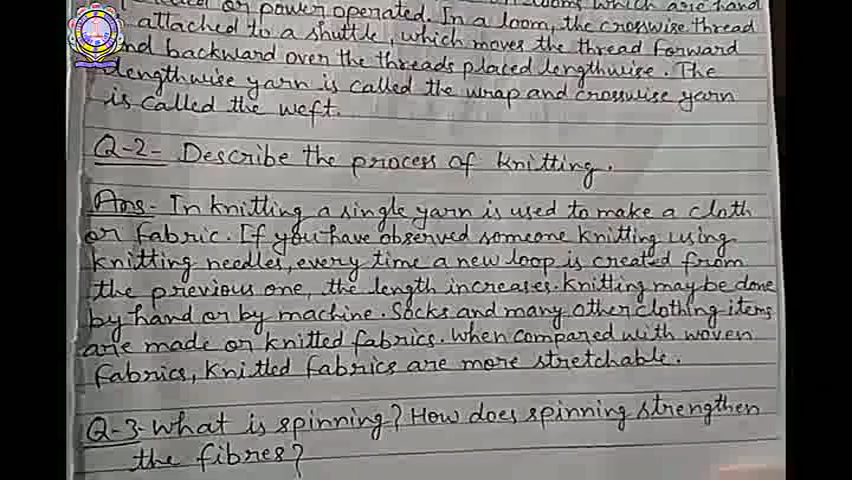 or power operated. In a loom, the crosswise thread
attached to a shuttle, which moves the thread forward
and backward over the threads placed lengthwise. The
lengthwise yarn is called the wrap and crosswise yarn
is called the weft.
Q-2- Describe the process of knitting.
Ans- In knitting a single yarn is used to make a cloth
or fabric. If you have observed someone knitting using
knitting needles, every time a new loop is created from
the previous one, the length increases. Knitting may be done
by hand or by machine. Socks and many other clothing items
are made or knitted fabrics. When compared with woven
fabrics, knitted fabrics are more stretchable.
Q-3- What is spinning? How does spinning strengthen
the fibres?